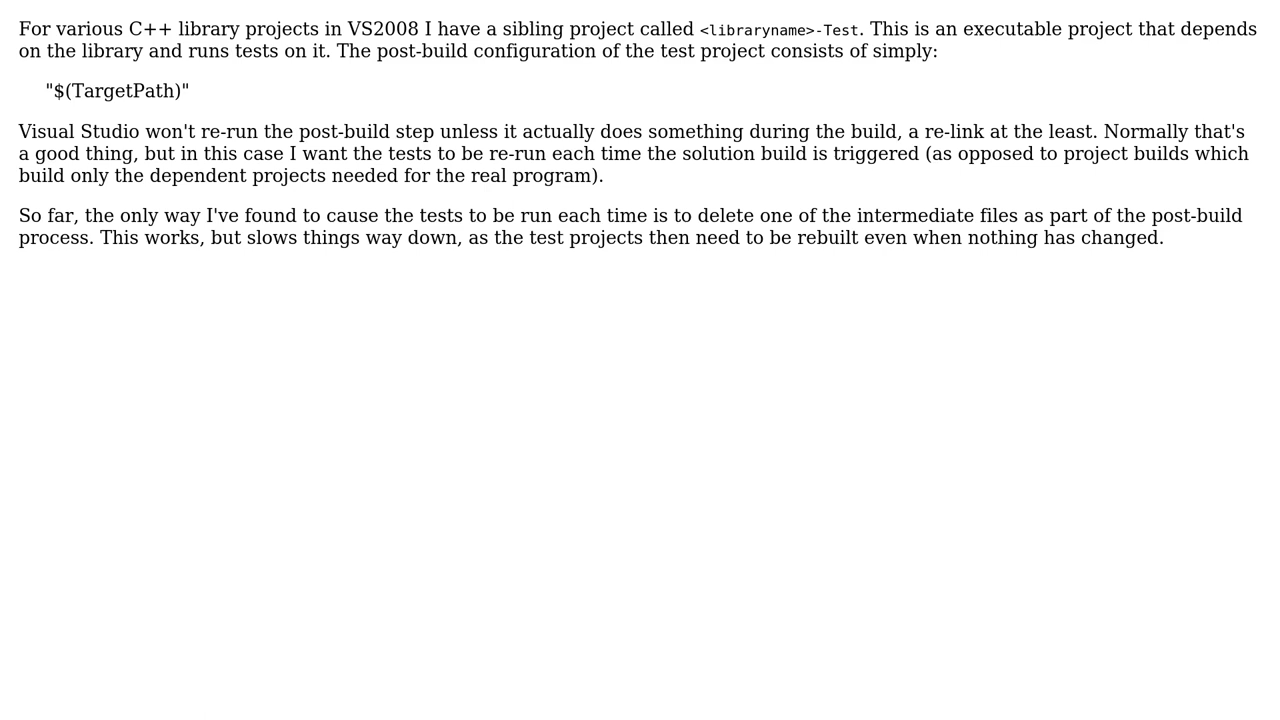 For various C++ library projects in VS2008 I have a sibling project called <libraryname>-Test. This is an executable project that depends
on the library and runs tests on it. The post-build configuration of the test project consists of simply:
"$(TargetPath)"
Visual Studio won't re-run the post-build step unless it actually does something during the build, a re-link at the least. Normally that's
a good thing, but in this case I want the tests to be re-run each time the solution build is triggered (as opposed to project builds which
build only the dependent projects needed for the real program).
So far, the only way I've found to cause the tests to be run each time is to delete one of the intermediate files as part of the post-build
process. This works, but slows things way down, as the test projects then need to be rebuilt even when nothing has changed.